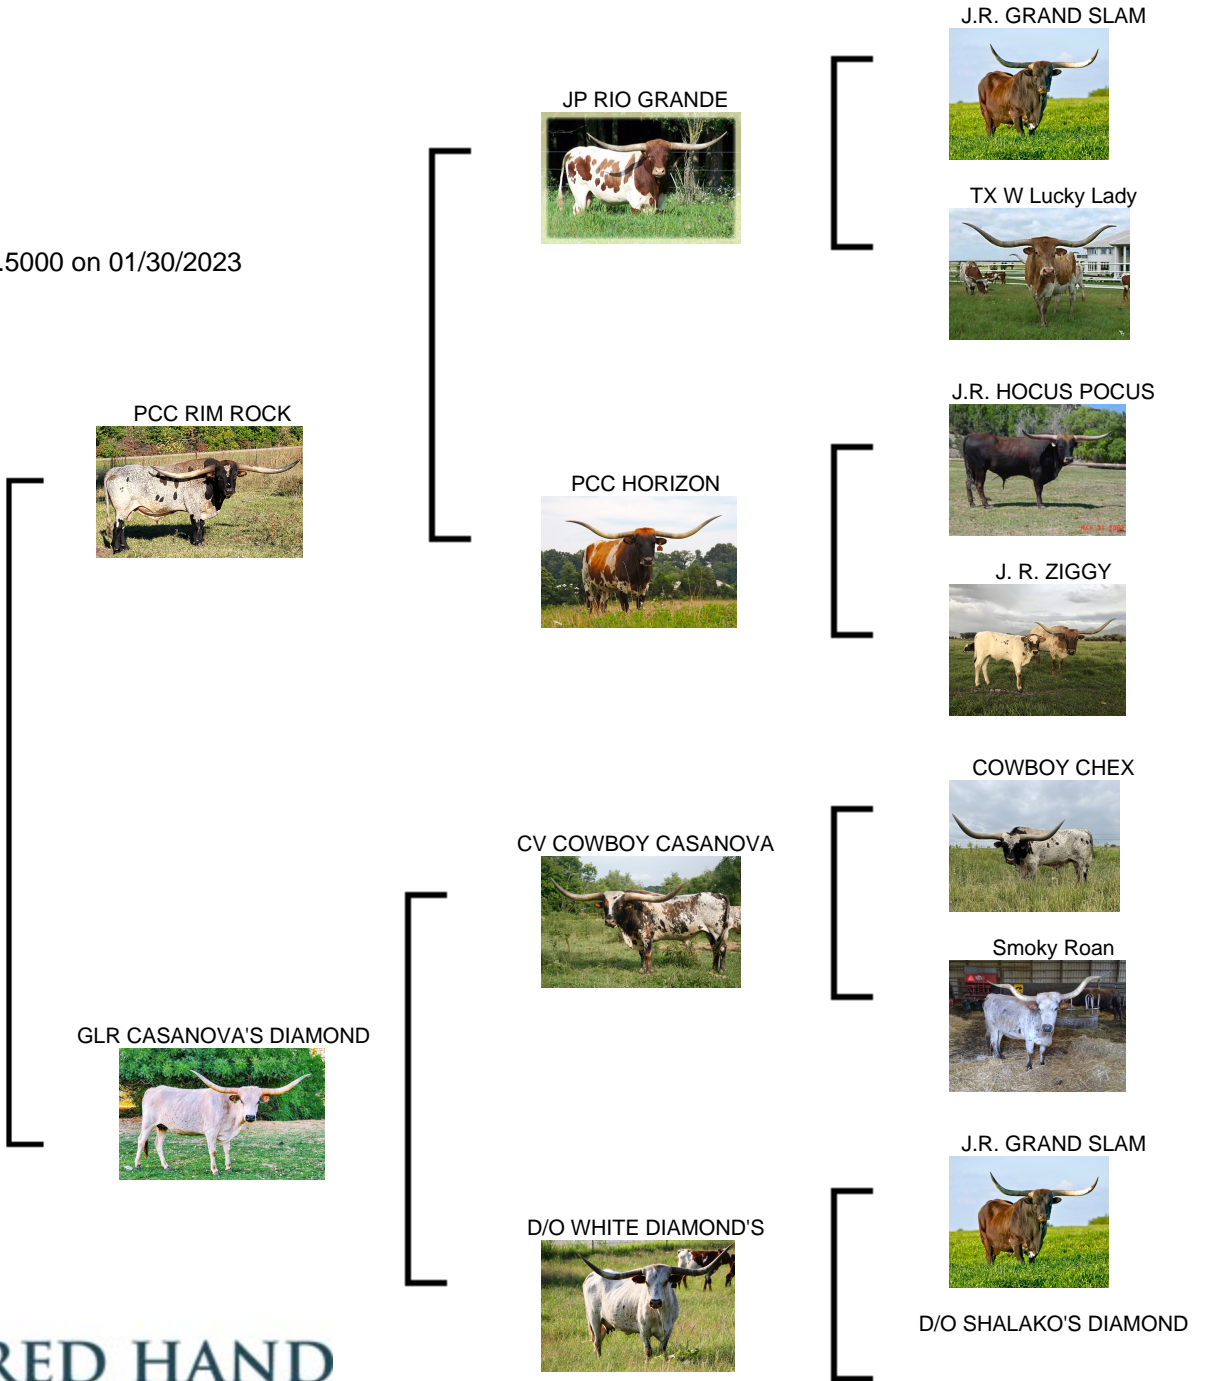 J.R. GRAND SLAM
JP RIO GRANDE
TX W Lucky Lady
.5000 on 01/30/2023
J.R. HOCUS POCUS
PCC RIM ROCK
PCC HORIZON
J. R. ZIGGY
COWBOY CHEX
CV COWBOY CASANOVA
Smoky Roan
GLR CASANOVA'S DIAMOND
J.R. GRAND SLAM
D/O WHITE DIAMOND'S
D/O SHALAKO'S DIAMOND
RED HAND